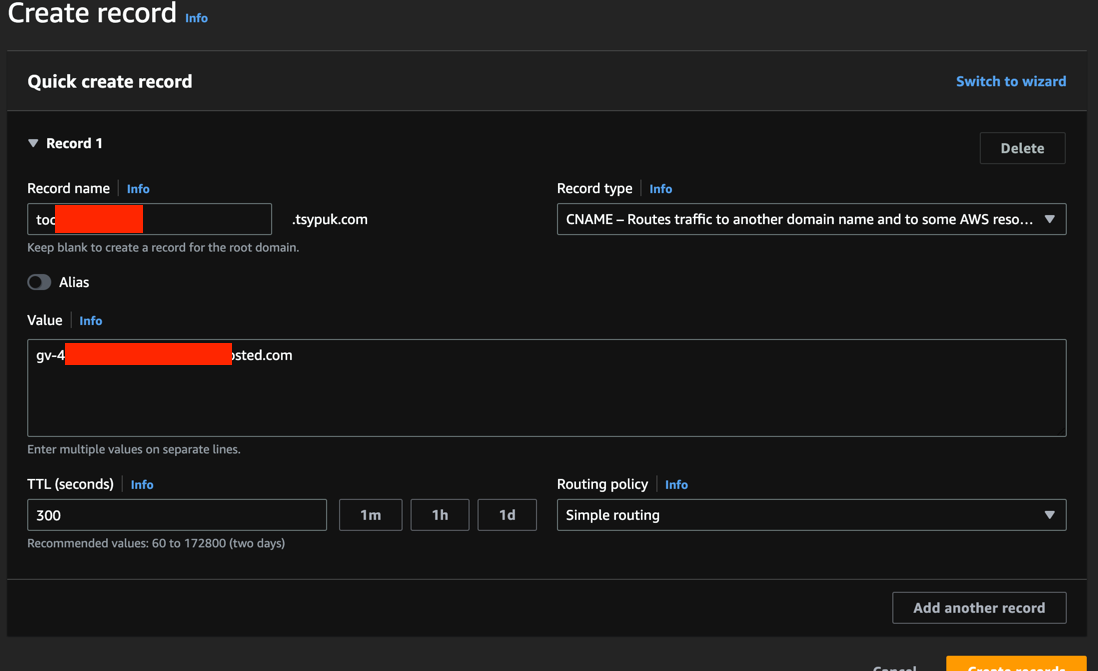 Create record Info
Quick create record
Switch to wizard
Record 1
Delete
Record name Info
Record type Info
toc
.tsypuk.com
CNAME – Routes traffic to another domain name and to some AWS reso...
Keep blank to create a record for the root domain.
Alias
Value Info
gv-4 osted.com
Enter multiple values on separate lines.
TTL (seconds) Info
Routing policy Info
300
1m
1h
1d
Simple routing
Recommended values: 60 to 172800 (two days)
Add another record
Cancel
Create records